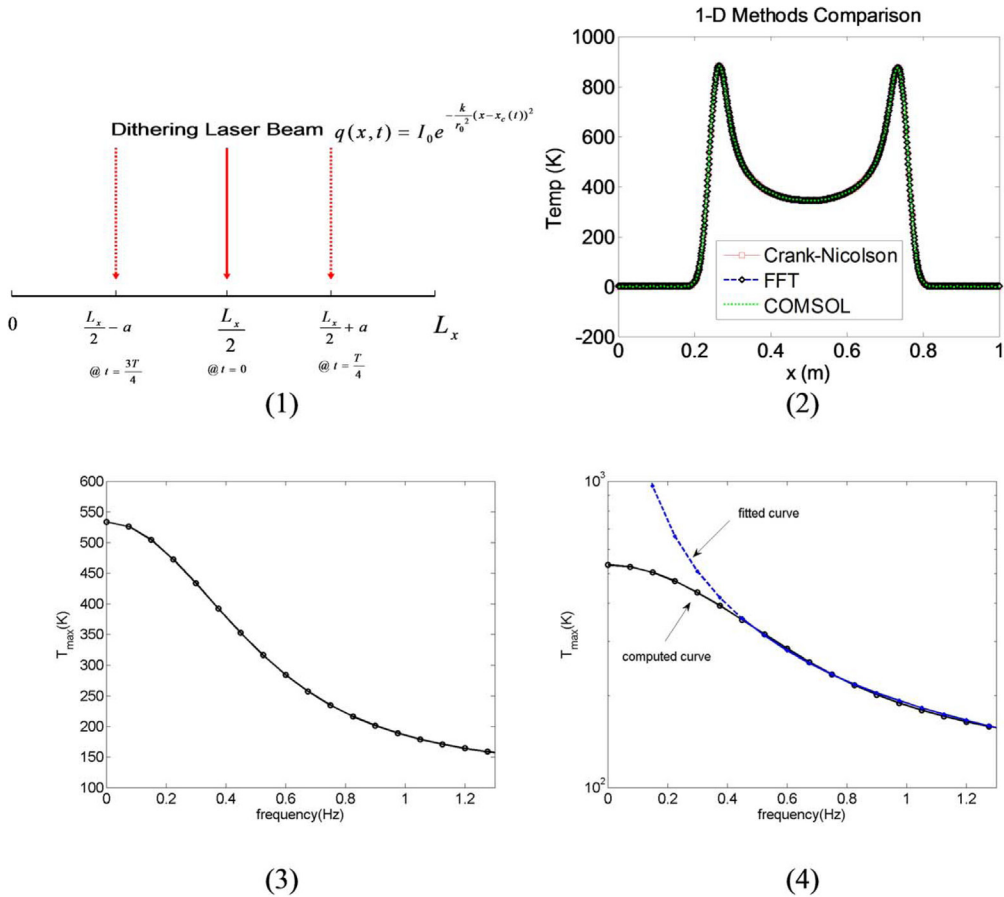 Dithering Laser Beam q(x,t) = I₀e^{-\frac{k}{r₀²}(x-x_c(t))²}
0
L_x/2 − a
L_x/2
L_x/2 + a
L_x
@ t = 3T/4
@ t = 0
@ t = T/4
(1)
1-D Methods Comparison
1000
800
600
400
200
0
-200
Temp (K)
Crank-Nicolson
FFT
COMSOL
0 0.2 0.4 0.6 0.8 1
x (m)
(2)
600
550
500
450
400
350
300
250
200
150
100
T_max(K)
0 0.2 0.4 0.6 0.8 1 1.2
frequency(Hz)
(3)
10³
10²
T_max(K)
fitted curve
computed curve
0 0.2 0.4 0.6 0.8 1 1.2
frequency(Hz)
(4)